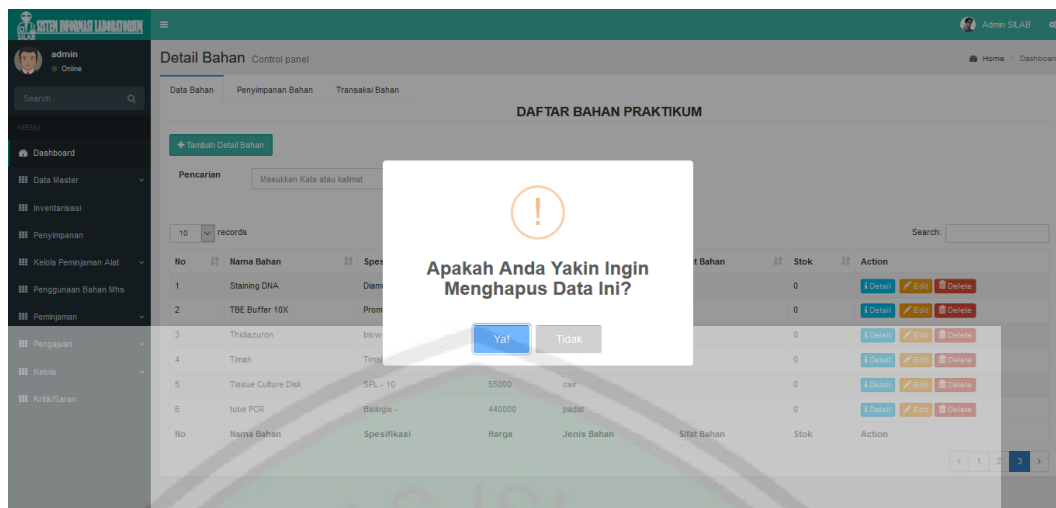 SISTEM INFORMASI LABORATORIUM
SILAB
Admin SILAB
admin
Online
Detail Bahan Control panel
Home > Dashboard
Search...
Data Bahan Penyimpanan Bahan Transaksi Bahan
DAFTAR BAHAN PRAKTIKUM
MENU
Dashboard
Data Master
Inventarisasi
Penyimpanan
Kelola Peminjaman Alat
Penggunaan Bahan Mhs
Peminjaman
Pengajuan
Kelola
Kritik/Saran
+ Tambah Detail Bahan
Pencarian Masukkan Kata atau kalimat
10 records
Search:
No Nama Bahan Spes it Bahan Stok Action
1 Staining DNA Diam 0 Detail Edit Delete
2 TBE Buffer 10X Prom 0 Detail Edit Delete
3 Thidiazuron biow 0 Detail Edit Delete
4 Timah Timal 0 Detail Edit Delete
5 Tissue Culture Disk SPL - 10 55000 cair 0 Detail Edit Delete
6 tube PCR Biologix - 440000 padat 0 Detail Edit Delete
No Nama Bahan Spesifikasi Harga Jenis Bahan Sifat Bahan Stok Action
‹ 1 2 3 ›
!
Apakah Anda Yakin Ingin
Menghapus Data Ini?
Ya! Tidak